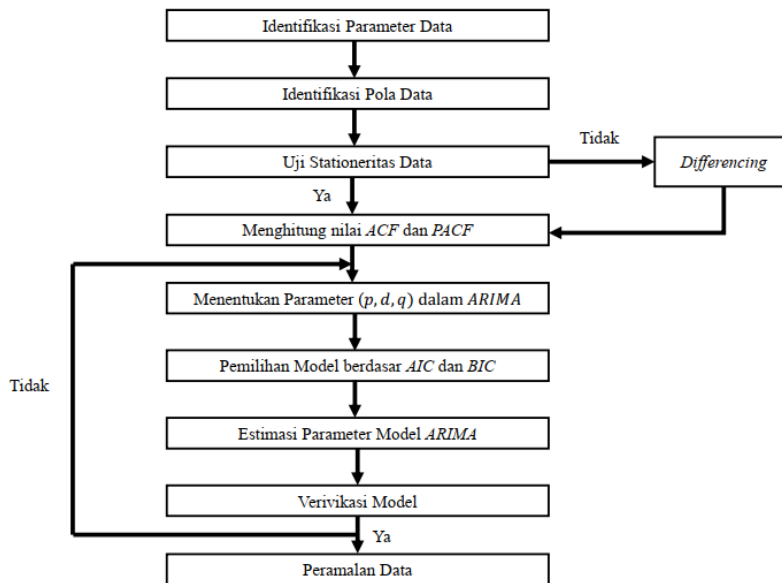 Identifikasi Parameter Data
Identifikasi Pola Data
Tidak
Uji Stationeritas Data
Differencing
Ya
Menghitung nilai ACF dan PACF
Menentukan Parameter (p, d, q) dalam ARIMA
Pemilihan Model berdasar AIC dan BIC
Tidak
Estimasi Parameter Model ARIMA
Verivikasi Model
Ya
Peramalan Data